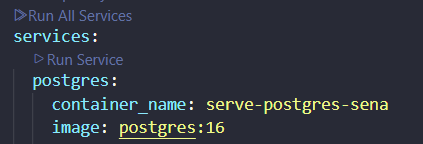 Run All Services
services:
Run Service
postgres:
container_name: serve-postgres-sena
image: postgres:16